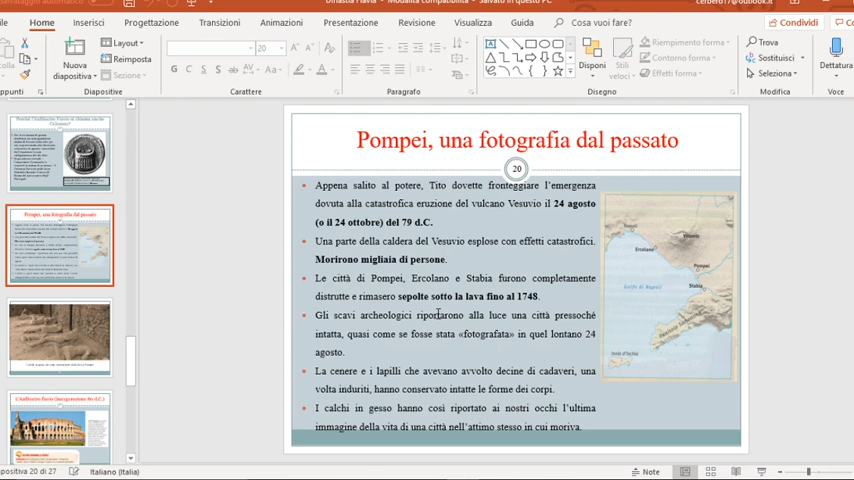 Dinastia Flavia - Modalità compatibilità - Salvato in questo PC
Home Inserisci Progettazione Transizioni Animazioni Presentazione Revisione Visualizza Guida Cosa vuoi fare? Condividi
Nuova diapositiva
Layout
Reimposta
Sezione
20
G C S
Disponi
Stili veloci
Riempimento forma
Contorno forma
Effetti forma
Trova
Sostituisci
Seleziona
Dettatura
Diapositive Carattere Paragrafo Disegno Modifica Voce
Pompei, una fotografia dal passato
L'Anfiteatro flavio (inaugurazione 80 d.C.)
Pompei, una fotografia dal passato
20
Appena salito al potere, Tito dovette fronteggiare l'emergenza
dovuta alla catastrofica eruzione del vulcano Vesuvio il 24 agosto
(o il 24 ottobre) del 79 d.C.
Una parte della caldera del Vesuvio esplose con effetti catastrofici.
Morirono migliaia di persone.
Le città di Pompei, Ercolano e Stabia furono completamente
distrutte e rimasero sepolte sotto la lava fino al 1748.
Gli scavi archeologici riportarono alla luce una città pressoché
intatta, quasi come se fosse stata «fotografata» in quel lontano 24
agosto.
La cenere e i lapilli che avevano avvolto decine di cadaveri, una
volta induriti, hanno conservato intatte le forme dei corpi.
I calchi in gesso hanno così riportato ai nostri occhi l'ultima
immagine della vita di una città nell'attimo stesso in cui moriva.
Ercolano
Pompei
Stabia
Golfo di Napoli
positiva 20 di 27 Italiano (Italia) Note